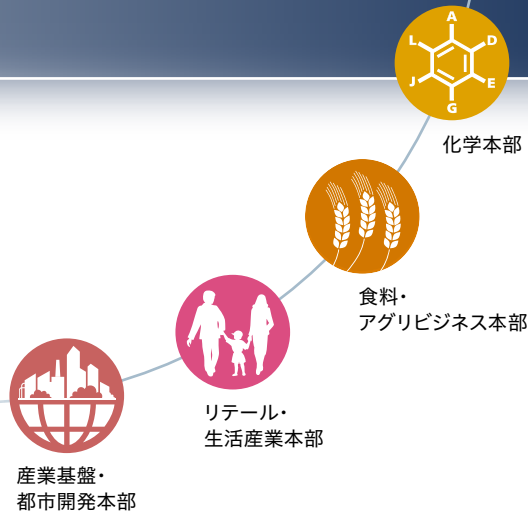 A
L
D
J
E
G
化学本部
食料・
アグリビジネス本部
リテール・
生活産業本部
産業基盤・
都市開発本部